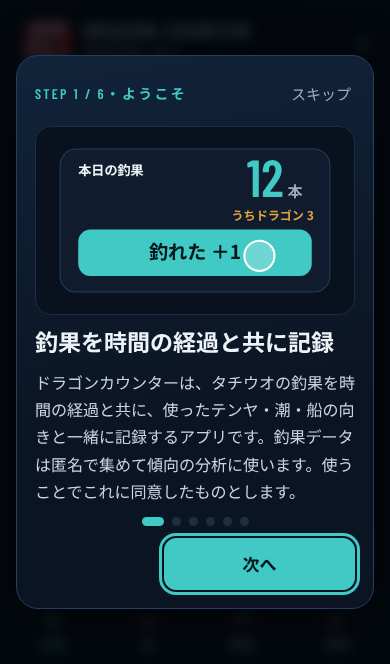 STEP 1 / 6・ようこそ
スキップ
本日の釣果
12 本
うちドラゴン 3
釣れた ＋1
釣果を時間の経過と共に記録
ドラゴンカウンターは、タチウオの釣果を時
間の経過と共に、使ったテンヤ・潮・船の向
きと一緒に記録するアプリです。釣果データ
は匿名で集めて傾向の分析に使います。使う
ことでこれに同意したものとします。
次へ